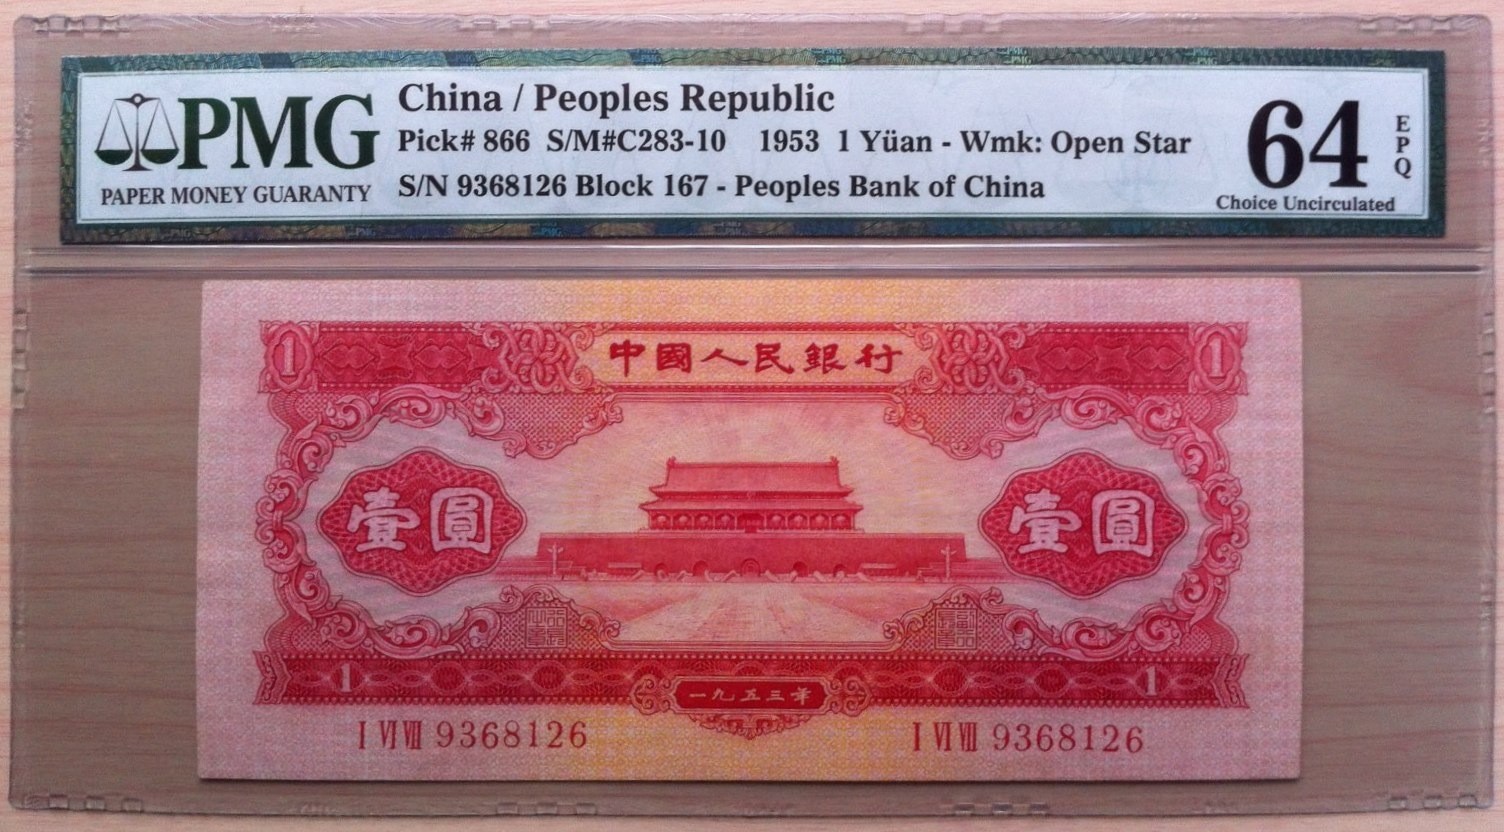 PMG
PAPER MONEY GUARANTY
China / Peoples Republic
Pick# 866 S/M#C283-10 1953 1 Yüan - Wmk: Open Star
S/N 9368126 Block 167 - Peoples Bank of China
64
EPQ
Choice Uncirculated
1 中國人民銀行 1
壹圓 壹圓
1 一九五三年 1
I VI VII 9368126 I VI VII 9368126